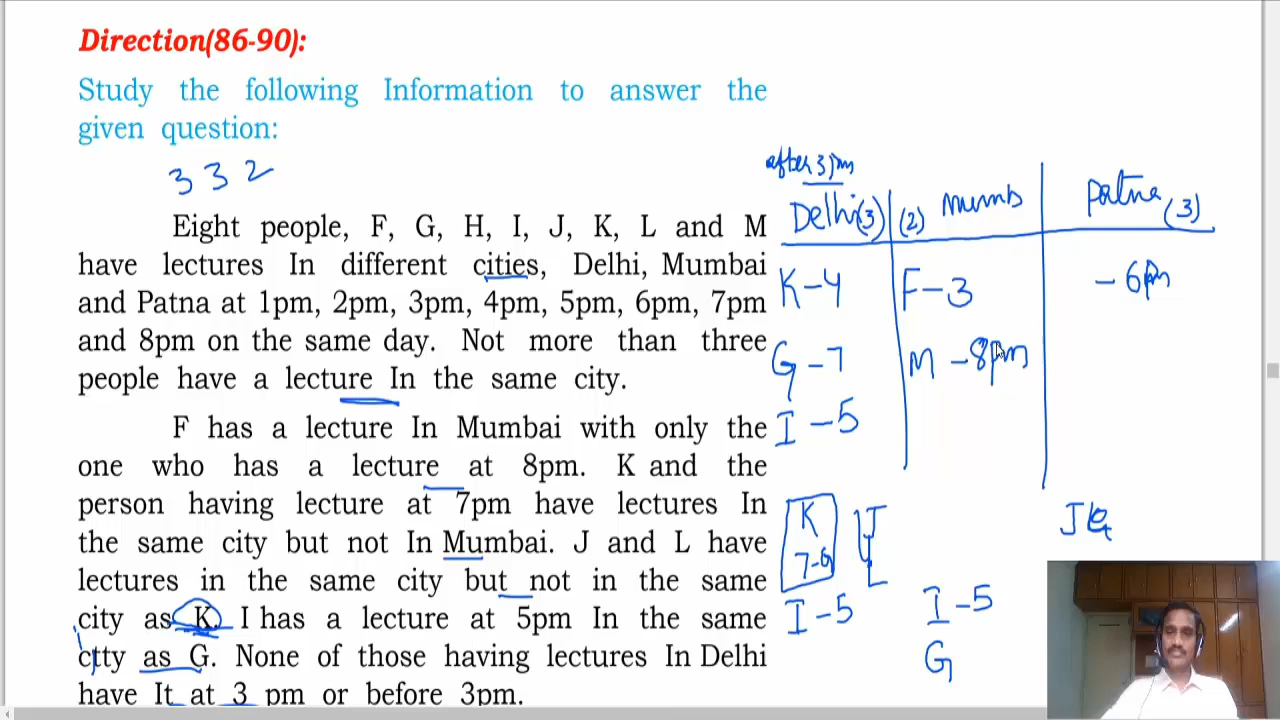 Direction(86-90):
Study the following Information to answer the
given question:
3 3 2
Eight people, F, G, H, I, J, K, L and M
have lectures In different cities, Delhi, Mumbai
and Patna at 1pm, 2pm, 3pm, 4pm, 5pm, 6pm, 7pm
and 8pm on the same day. Not more than three
people have a lecture In the same city.
F has a lecture In Mumbai with only the
one who has a lecture at 8pm. K and the
person having lecture at 7pm have lectures In
the same city but not In Mumbai. J and L have
lectures in the same city but not in the same
city as K. I has a lecture at 5pm In the same
city as G. None of those having lectures In Delhi
have It at 3 pm or before 3pm.
after 3pm
Delhi(3) (2) Mumb Patna (3)
K-4 F-3 -6pm
G-7 M -8pm
I -5
K J
7-G L
I-5 I-5
G